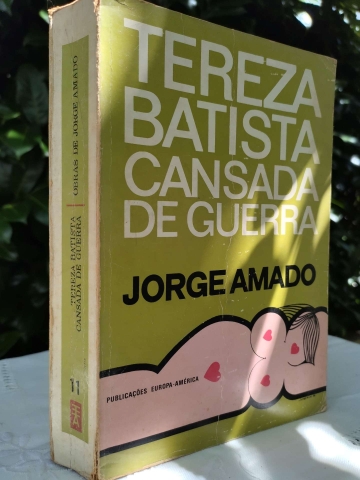 TEREZA
BATISTA
CANSADA
DE GUERRA
JORGE AMADO
PUBLICAÇÕES EUROPA-AMÉRICA
OBRAS DE JORGE AMADO
TEREZA BATISTA
CANSADA DE GUERRA
11